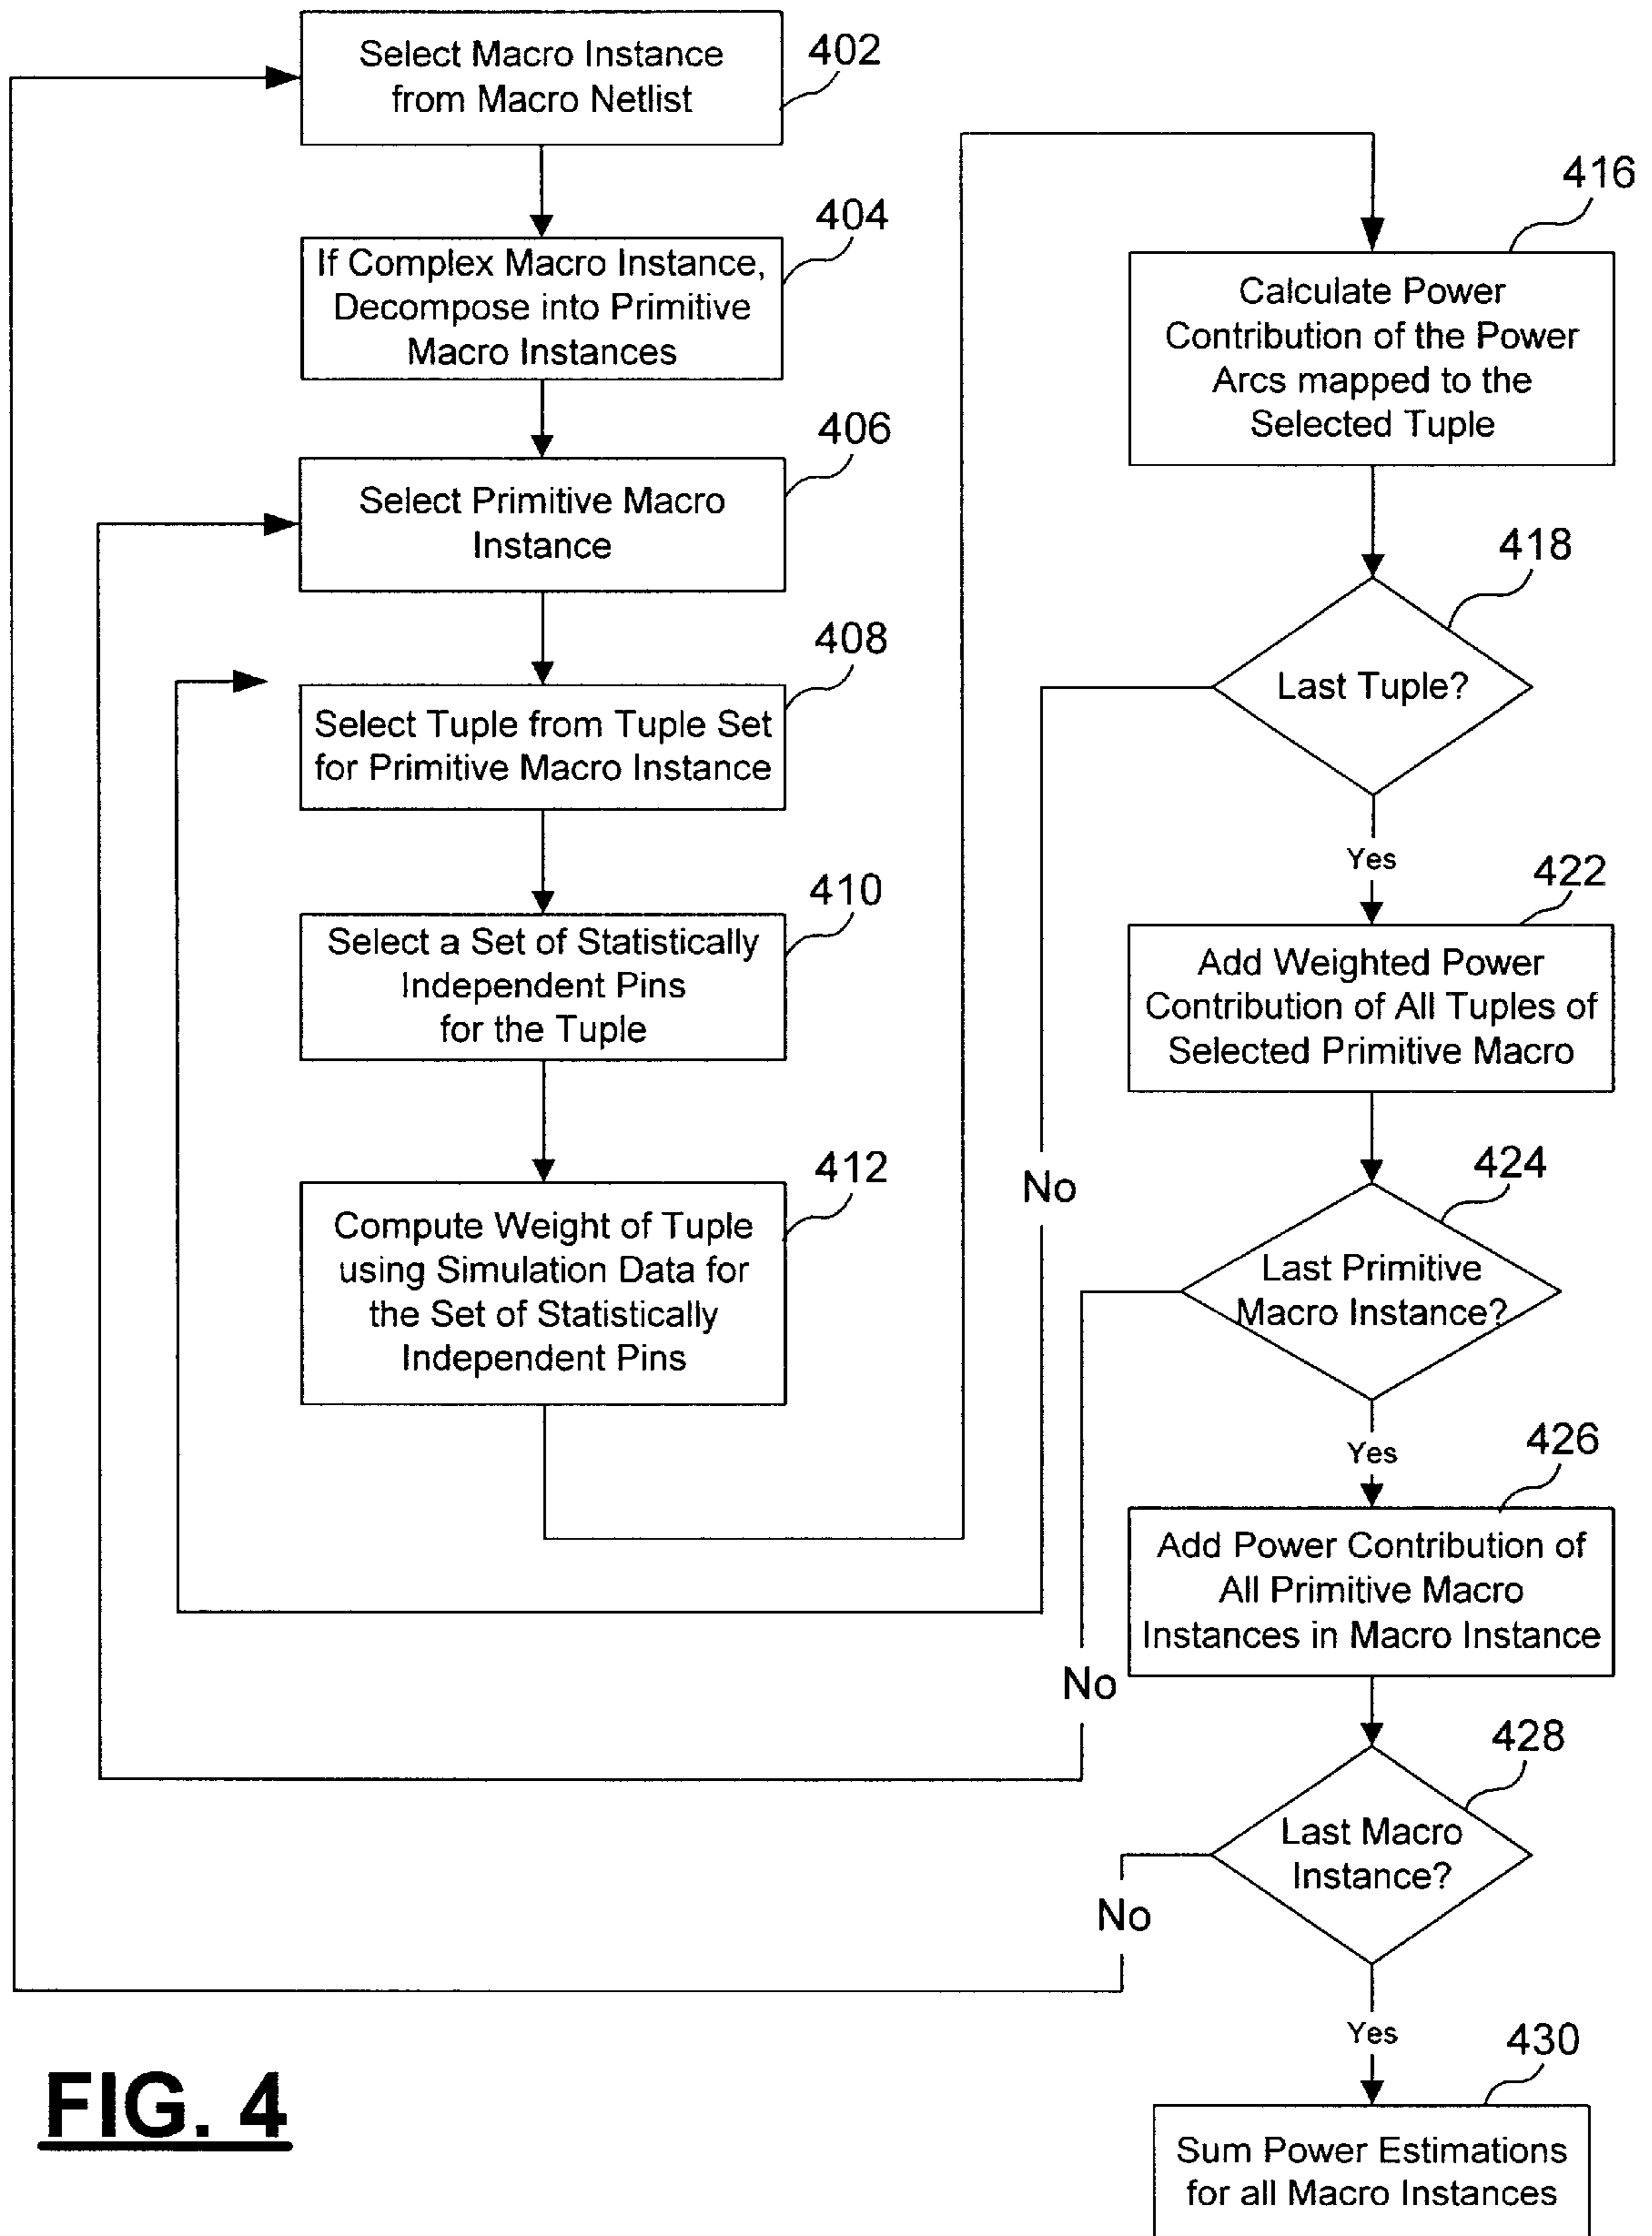 Select Macro Instance
from Macro Netlist
402
If Complex Macro Instance,
Decompose into Primitive
Macro Instances
404
Select Primitive Macro
Instance
406
Select Tuple from Tuple Set
for Primitive Macro Instance
408
Select a Set of Statistically
Independent Pins
for the Tuple
410
Compute Weight of Tuple
using Simulation Data for
the Set of Statistically
Independent Pins
412
Calculate Power
Contribution of the Power
Arcs mapped to the
Selected Tuple
416
Last Tuple?
418
No
Yes
Add Weighted Power
Contribution of All Tuples of
Selected Primitive Macro
422
Last Primitive
Macro Instance?
424
No
Yes
Add Power Contribution of
All Primitive Macro
Instances in Macro Instance
426
Last Macro
Instance?
428
No
Yes
Sum Power Estimations
for all Macro Instances
430
FIG. 4